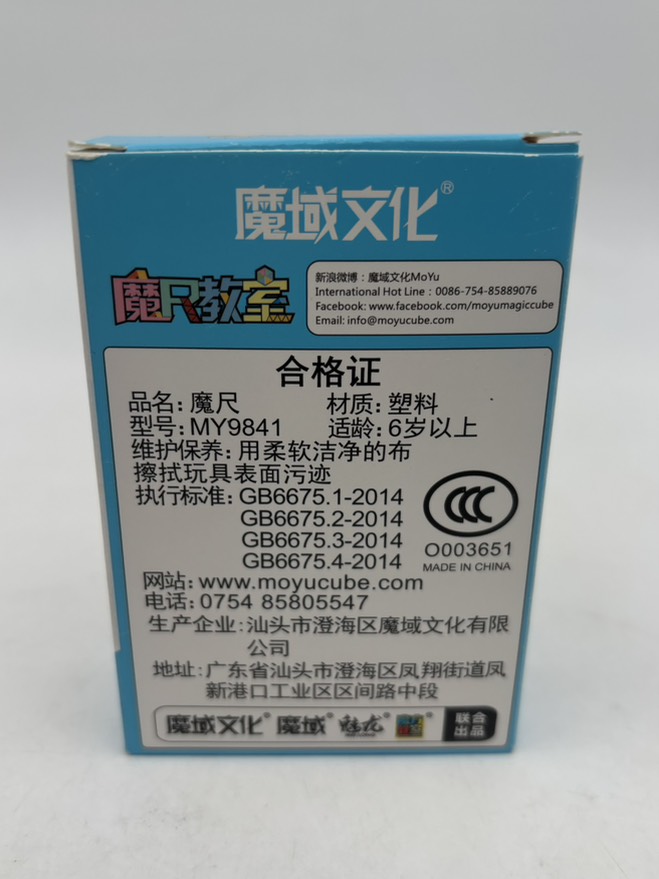 魔域文化®
魔尺教室
新浪微博：魔域文化MoYu
International Hot Line：0086-754-85889076
Facebook: www.facebook.com/moyumagiccube
Email: info@moyucube.com
合格证
品名: 魔尺 材质: 塑料
型号: MY9841 适龄: 6岁以上
维护保养: 用柔软洁净的布
擦拭玩具表面污迹
执行标准: GB6675.1-2014
GB6675.2-2014
GB6675.3-2014
GB6675.4-2014
CCC
O003651
MADE IN CHINA
网站: www.moyucube.com
电话: 0754 85805547
生产企业: 汕头市澄海区魔域文化有限
公司
地址: 广东省汕头市澄海区凤翔街道凤
新港口工业区区间路中段
魔域文化® 魔域® 魅龙® 联合
出品